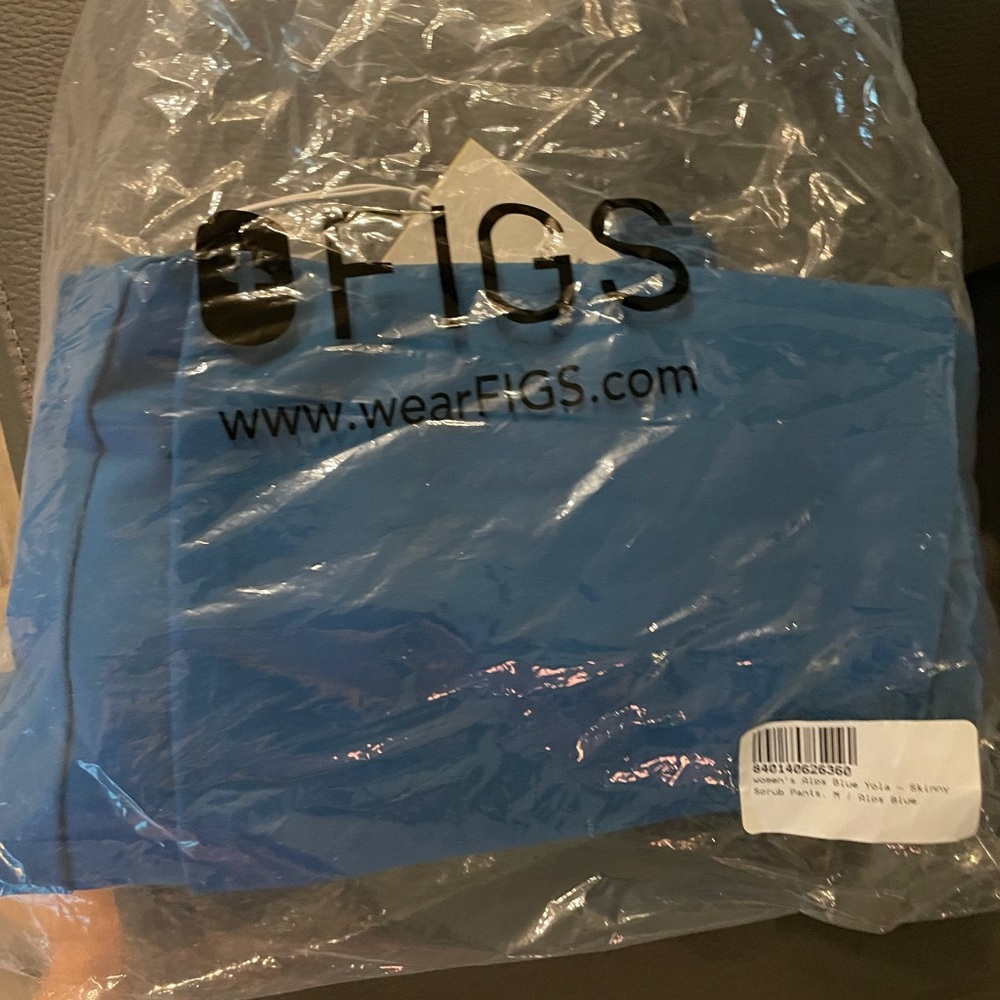 FIGS
www.wearFIGS.com
840140626360
women's Alps Blue Yola - Skinny
Scrub Pants, M / Alps Blue